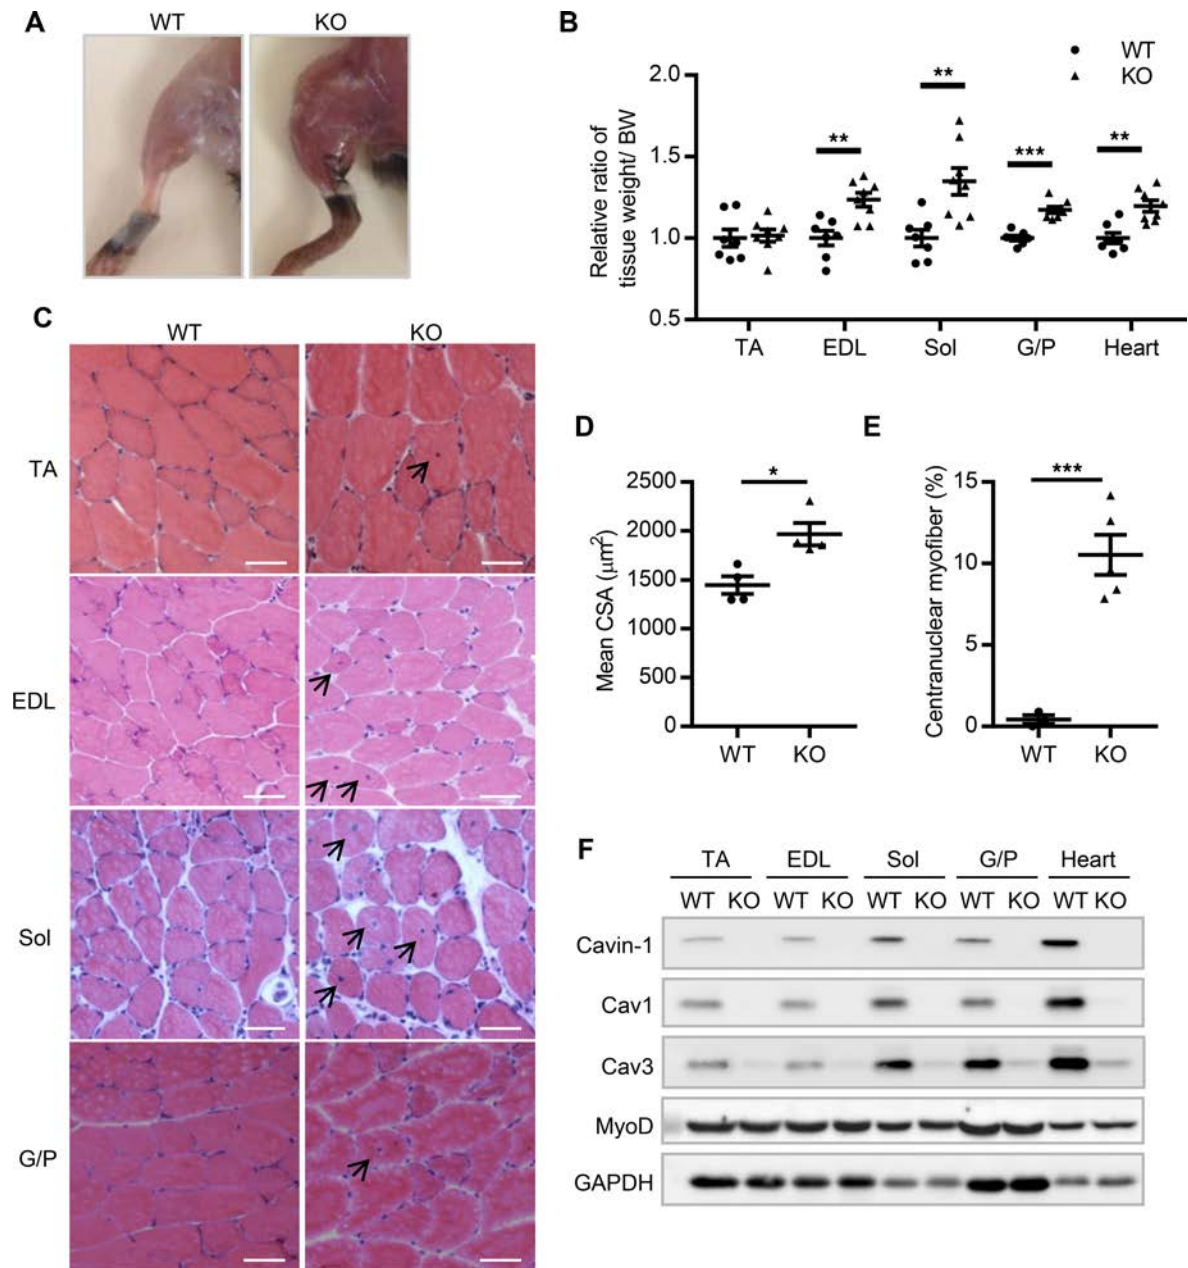 A
WT KO
B
WT
KO
Relative ratio of
tissue weight/ BW
2.0
1.5
1.0
0.5
** ** *** **
TA EDL Sol G/P Heart
C
WT KO
TA
EDL
Sol
G/P
D
Mean CSA (μm²)
2500
2000
1500
1000
500
0
*
WT KO
E
Centranuclear myofiber (%)
15
10
5
0
***
WT KO
F
TA EDL Sol G/P Heart
WT KO WT KO WT KO WT KO WT KO
Cavin-1
Cav1
Cav3
MyoD
GAPDH